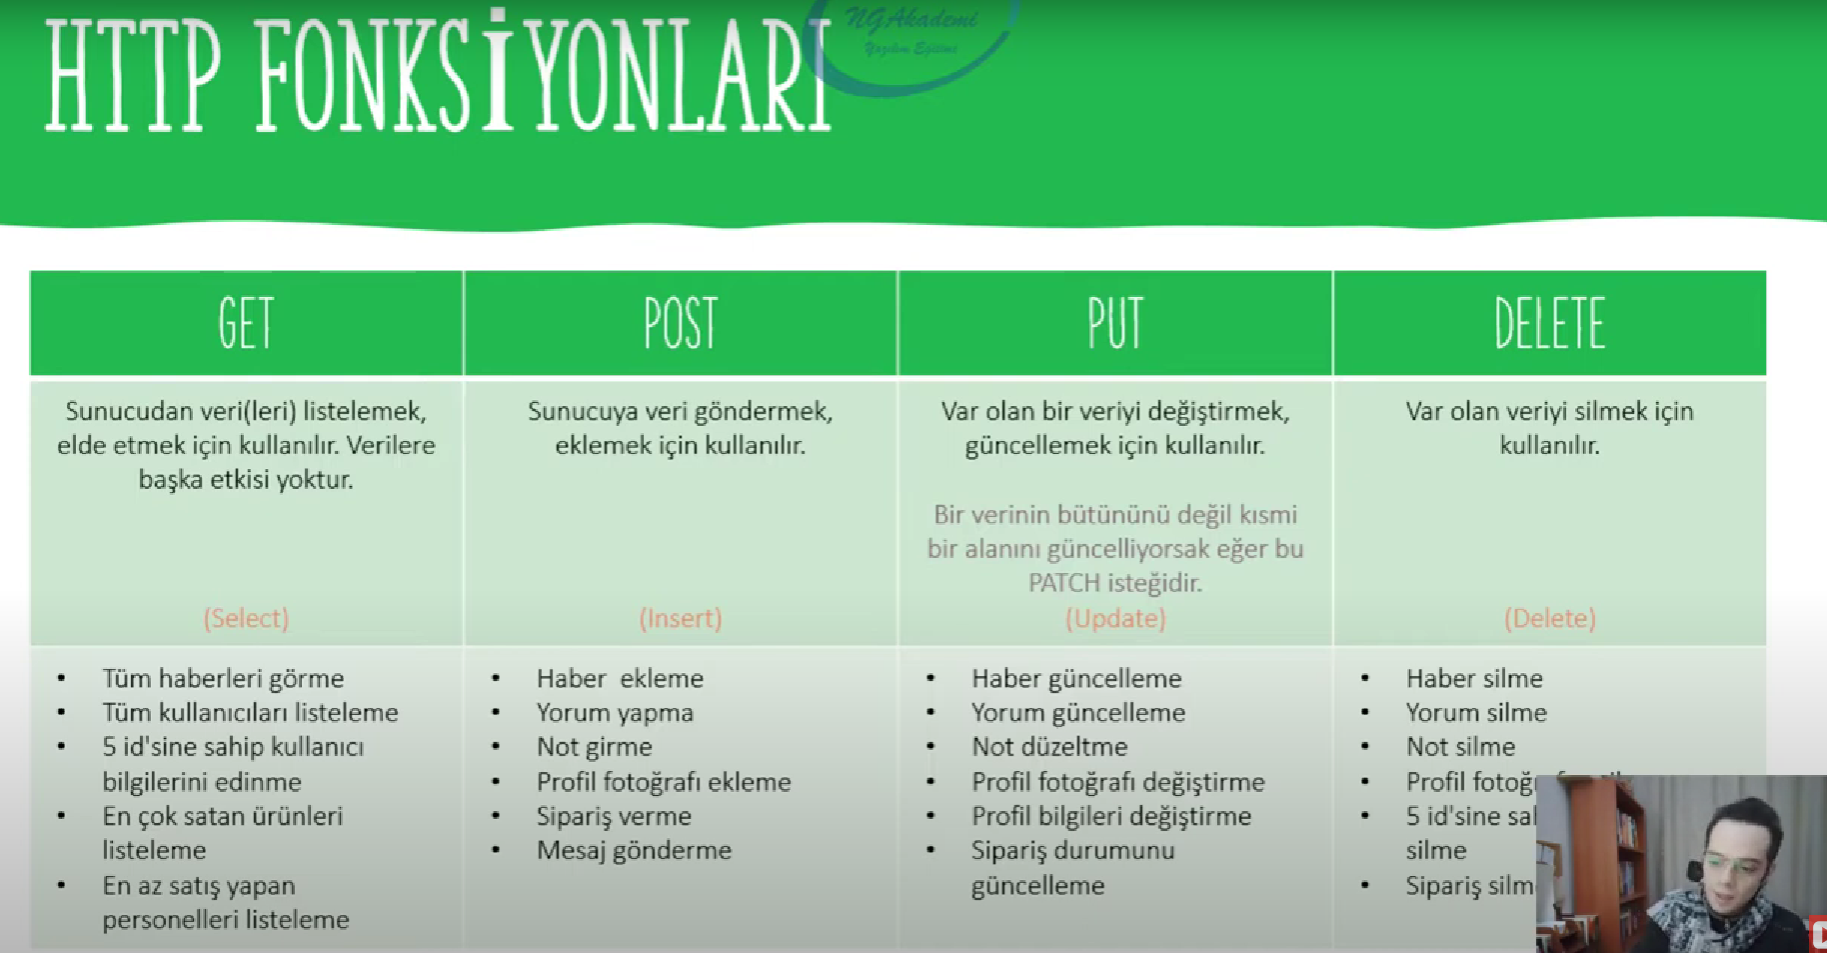 HTTP FONKSİYONLARI
NGAkademi
Yazılım Eğitimi
GET
POST
PUT
DELETE
Sunucudan veri(leri) listelemek,
elde etmek için kullanılır. Verilere
başka etkisi yoktur.
(Select)
Sunucuya veri göndermek,
eklemek için kullanılır.
(Insert)
Var olan bir veriyi değiştirmek,
güncellemek için kullanılır.
Bir verinin bütününü değil kısmi
bir alanını güncelliyorsak eğer bu
PATCH isteğidir.
(Update)
Var olan veriyi silmek için
kullanılır.
(Delete)
• Tüm haberleri görme
• Tüm kullanıcıları listeleme
• 5 id'sine sahip kullanıcı
bilgilerini edinme
• En çok satan ürünleri
listeleme
• En az satış yapan
personelleri listeleme
• Haber ekleme
• Yorum yapma
• Not girme
• Profil fotoğrafı ekleme
• Sipariş verme
• Mesaj gönderme
• Haber güncelleme
• Yorum güncelleme
• Not düzeltme
• Profil fotoğrafı değiştirme
• Profil bilgileri değiştirme
• Sipariş durumunu
güncelleme
• Haber silme
• Yorum silme
• Not silme
• Profil
• 5 id'sine
silme
• Sipariş